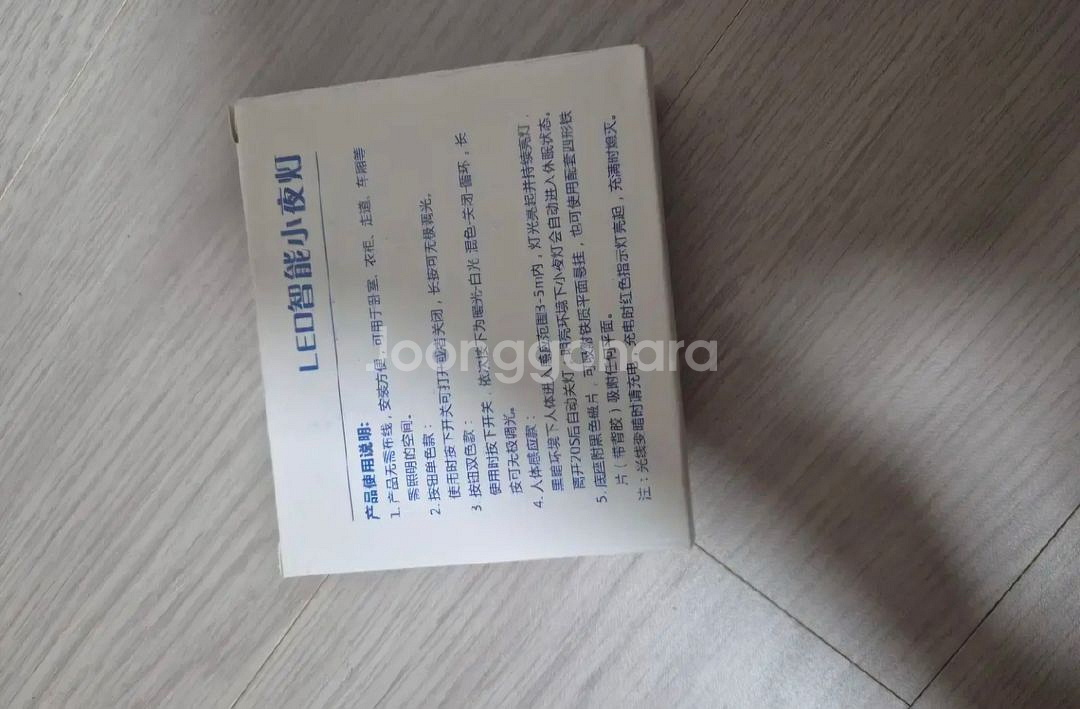 LED智能小夜灯
产品使用说明:
1. 产品无需布线，安装方便，可用于卧室、衣柜、走道、车厢等
需照明的空间。
2. 按钮单色款：
使用时按下开关可打开或者关闭，长按可无极调光。
3 按钮双色款：
使用时按下开关，依次按下为暖光-白光 混色-关闭 循环，长
按可无极调光。
4. 人体感应款：
黑暗环境下人体进入感应范围3-5m内，灯光亮起并持续亮灯，
离开20S后自动关灯，明亮环境下小夜灯会自动进入休眠状态。
5. 底座附黑色磁片，可吸附铁质平面悬挂，也可使用配套四形铁
片（带背胶）吸附任何平面。
注：光线变暗时请充电，充电时红色指示灯亮起，充满时熄灭。
Joonggonara